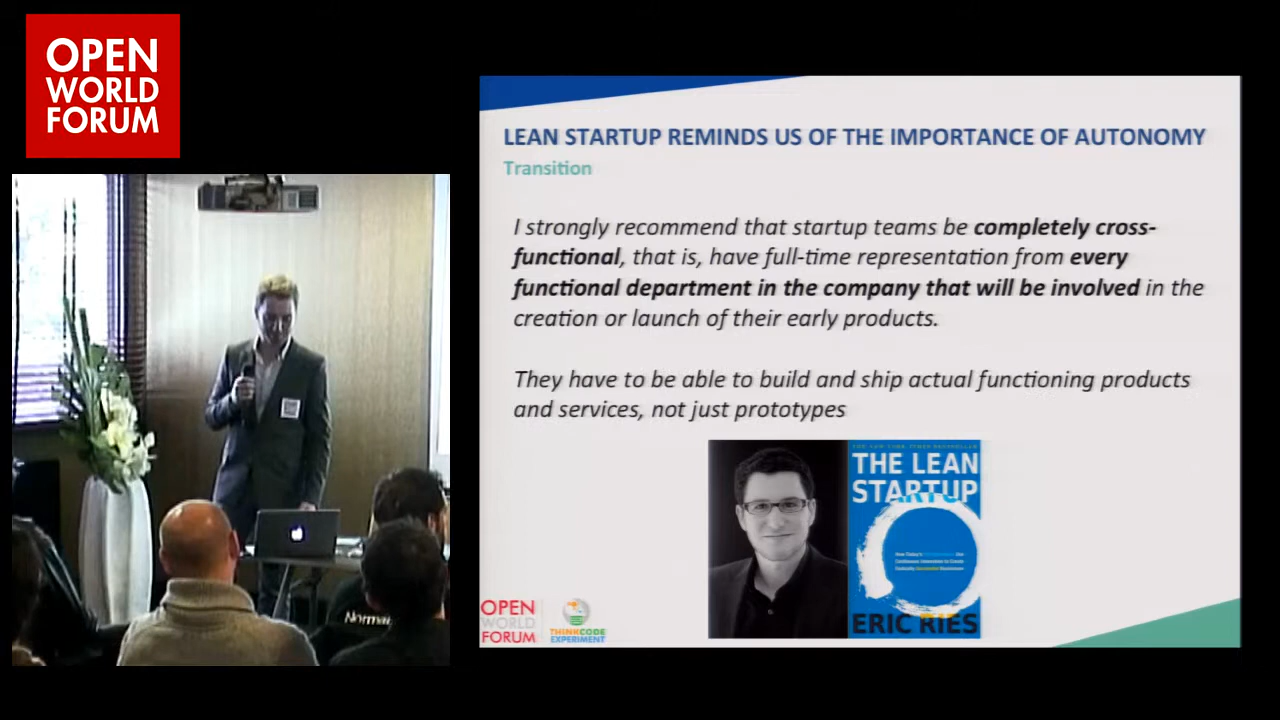 OPEN
WORLD
FORUM
LEAN STARTUP REMINDS US OF THE IMPORTANCE OF AUTONOMY
Transition
I strongly recommend that startup teams be completely cross-
functional, that is, have full-time representation from every
functional department in the company that will be involved in the
creation or launch of their early products.
They have to be able to build and ship actual functioning products
and services, not just prototypes
THE LEAN
STARTUP
ERIC RIES
OPEN
WORLD
FORUM
THINKCODE
EXPERIMENT